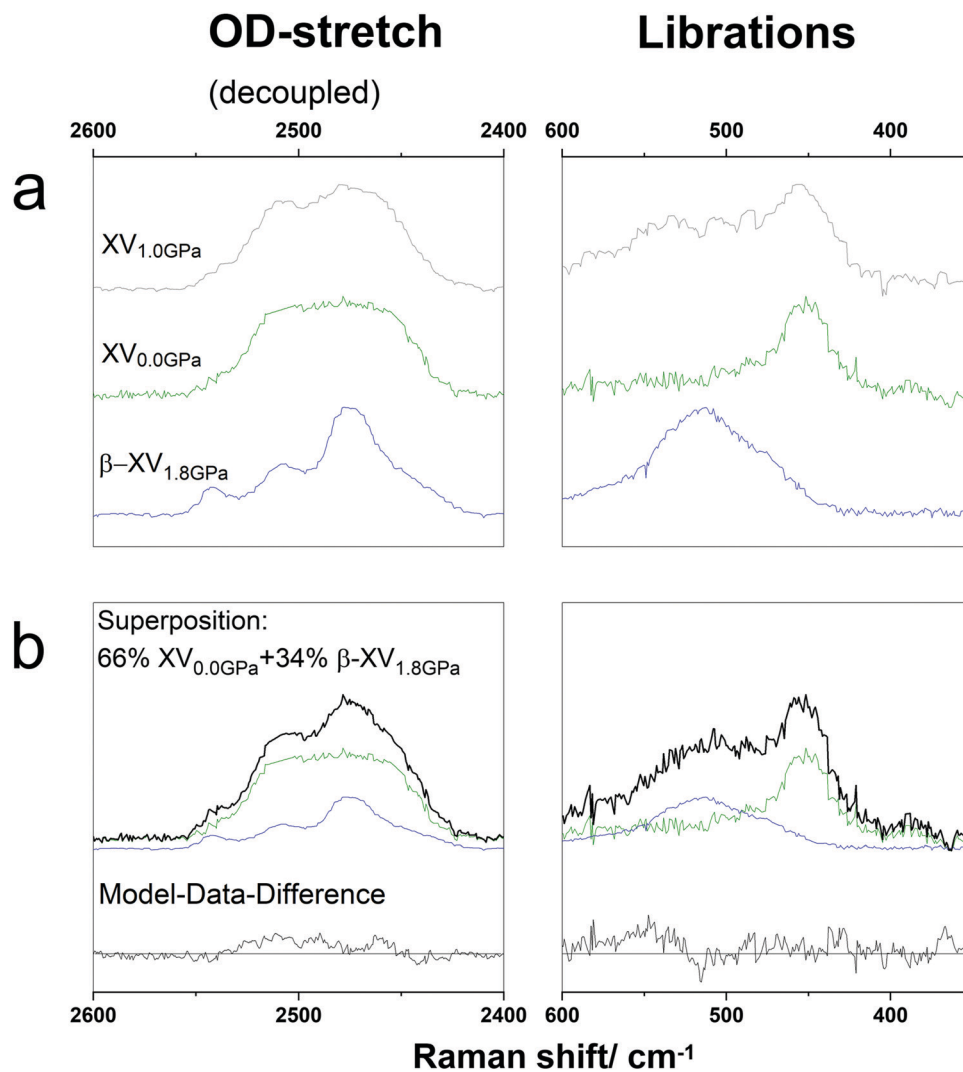 OD-stretch
Librations
(decoupled)
2600 2500 2400
600 500 400
a
XV1.0GPa
XV0.0GPa
β–XV1.8GPa
b
Superposition:
66% XV0.0GPa+34% β-XV1.8GPa
Model-Data-Difference
2600 2500 2400
600 500 400
Raman shift/ cm-1